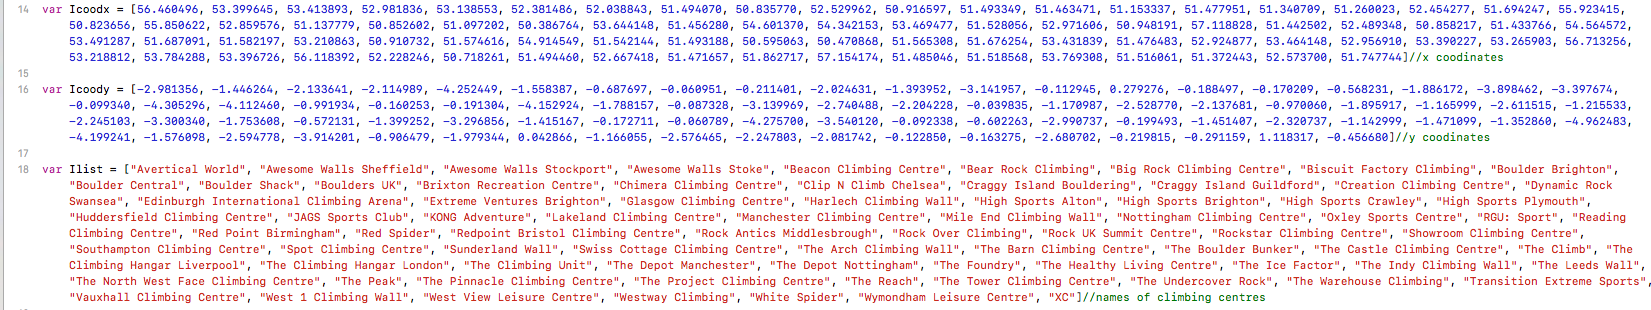 14 var Icoodx = [56.460496, 53.399645, 53.413893, 52.981836, 53.138553, 52.381486, 52.038843, 51.494070, 50.835770, 52.529962, 50.916597, 51.493349, 51.463471, 51.153337, 51.477951, 51.340709, 51.260023, 52.454277, 51.694247, 55.923415,
50.823656, 55.850622, 52.859576, 51.137779, 50.852602, 51.097202, 50.386764, 53.644148, 51.456280, 54.601370, 54.342153, 53.469477, 51.528056, 52.971606, 50.948191, 57.118828, 51.442502, 52.489348, 50.858217, 51.433766, 54.564572,
53.491287, 51.687091, 51.582197, 53.210863, 50.910732, 51.574616, 54.914549, 51.542144, 51.493188, 50.595063, 50.470868, 51.565308, 51.676254, 53.431839, 51.476483, 52.924877, 53.464148, 52.956910, 53.390227, 53.265903, 56.713256,
53.218812, 53.784288, 53.396726, 56.118392, 52.228246, 50.718261, 51.494460, 52.667418, 51.471657, 51.862717, 57.154174, 51.485046, 51.518568, 53.769308, 51.516061, 51.372443, 52.573700, 51.747744]//x coodinates
15
16 var Icoody = [-2.981356, -1.446264, -2.133641, -2.114989, -4.252449, -1.558387, -0.687697, -0.060951, -0.211401, -2.024631, -1.393952, -3.141957, -0.112945, 0.279276, -0.188497, -0.170209, -0.568231, -1.886172, -3.898462, -3.397674,
-0.099340, -4.305296, -4.112460, -0.991934, -0.160253, -0.191304, -4.152924, -1.788157, -0.087328, -3.139969, -2.740488, -2.204228, -0.039835, -1.170987, -2.528770, -2.137681, -0.970060, -1.895917, -1.165999, -2.611515, -1.215533,
-2.245103, -3.300340, -1.753608, -0.572131, -1.399252, -3.296856, -1.415167, -0.172711, -0.060789, -4.275700, -3.540120, -0.092338, -0.602263, -2.990737, -0.199493, -1.451407, -2.320737, -1.142999, -1.471099, -1.352860, -4.962483,
-4.199241, -1.576098, -2.594778, -3.914201, -0.906479, -1.979344, 0.042866, -1.166055, -2.576465, -2.247803, -2.081742, -0.122850, -0.163275, -2.680702, -0.219815, -0.291159, 1.118317, -0.456680]//y coodinates
17
18 var Ilist = ["Avertical World", "Awesome Walls Sheffield", "Awesome Walls Stockport", "Awesome Walls Stoke", "Beacon Climbing Centre", "Bear Rock Climbing", "Big Rock Climbing Centre", "Biscuit Factory Climbing", "Boulder Brighton",
"Boulder Central", "Boulder Shack", "Boulders UK", "Brixton Recreation Centre", "Chimera Climbing Centre", "Clip N Climb Chelsea", "Craggy Island Bouldering", "Craggy Island Guildford", "Creation Climbing Centre", "Dynamic Rock
Swansea", "Edinburgh International Climbing Arena", "Extreme Ventures Brighton", "Glasgow Climbing Centre", "Harlech Climbing Wall", "High Sports Alton", "High Sports Brighton", "High Sports Crawley", "High Sports Plymouth",
"Huddersfield Climbing Centre", "JAGS Sports Club", "KONG Adventure", "Lakeland Climbing Centre", "Manchester Climbing Centre", "Mile End Climbing Wall", "Nottingham Climbing Centre", "Oxley Sports Centre", "RGU: Sport", "Reading
Climbing Centre", "Red Point Birmingham", "Red Spider", "Redpoint Bristol Climbing Centre", "Rock Antics Middlesbrough", "Rock Over Climbing", "Rock UK Summit Centre", "Rockstar Climbing Centre", "Showroom Climbing Centre",
"Southampton Climbing Centre", "Spot Climbing Centre", "Sunderland Wall", "Swiss Cottage Climbing Centre", "The Arch Climbing Wall", "The Barn Climbing Centre", "The Boulder Bunker", "The Castle Climbing Centre", "The Climb", "The
Climbing Hangar Liverpool", "The Climbing Hangar London", "The Climbing Unit", "The Depot Manchester", "The Depot Nottingham", "The Foundry", "The Healthy Living Centre", "The Ice Factor", "The Indy Climbing Wall", "The Leeds Wall",
"The North West Face Climbing Centre", "The Peak", "The Pinnacle Climbing Centre", "The Project Climbing Centre", "The Reach", "The Tower Climbing Centre", "The Undercover Rock", "The Warehouse Climbing", "Transition Extreme Sports",
"Vauxhall Climbing Centre", "West 1 Climbing Wall", "West View Leisure Centre", "Westway Climbing", "White Spider", "Wymondham Leisure Centre", "XC"]//names of climbing centres